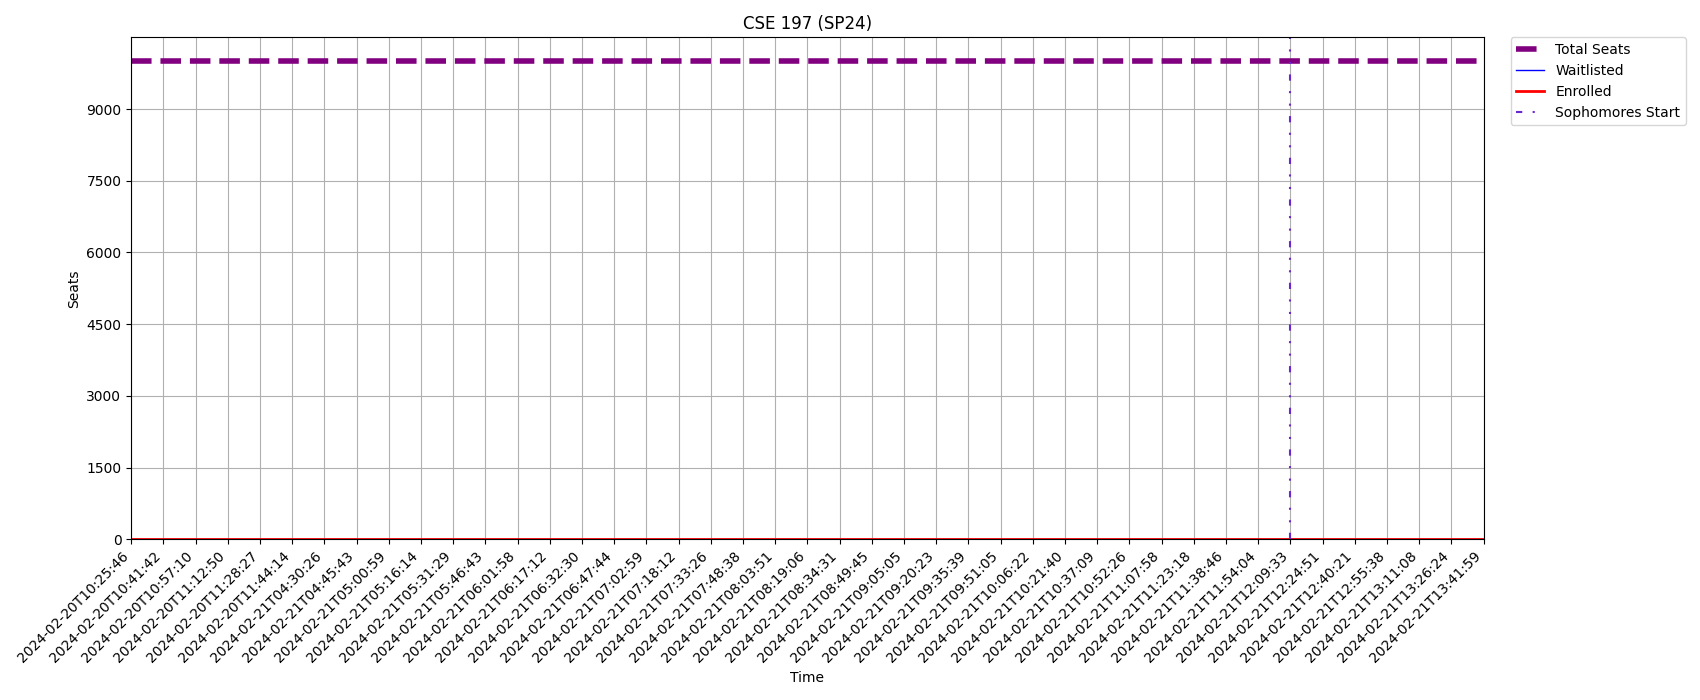 CSE 197 (SP24)
Total Seats
Waitlisted
Enrolled
Sophomores Start
Seats
9000
7500
6000
4500
3000
1500
0
2024-02-20T10:25:46
2024-02-20T10:41:42
2024-02-20T10:57:10
2024-02-20T11:12:50
2024-02-20T11:28:27
2024-02-20T11:44:14
2024-02-21T04:30:26
2024-02-21T04:45:43
2024-02-21T05:00:59
2024-02-21T05:16:14
2024-02-21T05:31:29
2024-02-21T05:46:43
2024-02-21T06:01:58
2024-02-21T06:17:12
2024-02-21T06:32:30
2024-02-21T06:47:44
2024-02-21T07:02:59
2024-02-21T07:18:12
2024-02-21T07:33:26
2024-02-21T07:48:38
2024-02-21T08:03:51
2024-02-21T08:19:06
2024-02-21T08:34:31
2024-02-21T08:49:45
2024-02-21T09:05:05
2024-02-21T09:20:23
2024-02-21T09:35:39
2024-02-21T09:51:05
2024-02-21T10:06:22
2024-02-21T10:21:40
2024-02-21T10:37:09
2024-02-21T10:52:26
2024-02-21T11:07:58
2024-02-21T11:23:18
2024-02-21T11:38:46
2024-02-21T11:54:04
2024-02-21T12:09:33
2024-02-21T12:24:51
2024-02-21T12:40:21
2024-02-21T12:55:38
2024-02-21T13:11:08
2024-02-21T13:26:24
2024-02-21T13:41:59
Time